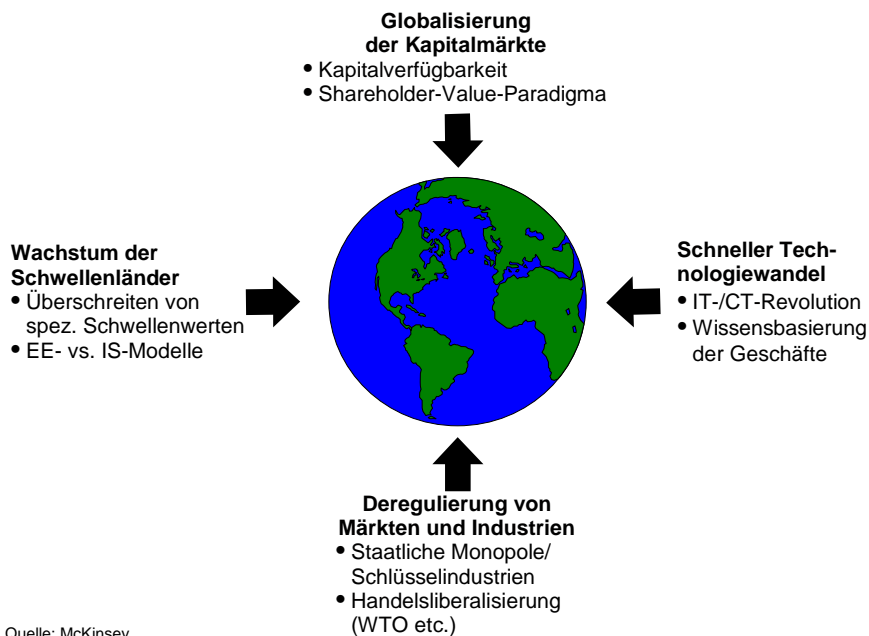 Globalisierung
der Kapitalmärkte
• Kapitalverfügbarkeit
• Shareholder-Value-Paradigma
Wachstum der
Schwellenländer
• Überschreiten von
spez. Schwellenwerten
• EE- vs. IS-Modelle
Schneller Tech-
nologiewandel
• IT-/CT-Revolution
• Wissensbasierung
der Geschäfte
Deregulierung von
Märkten und Industrien
• Staatliche Monopole/
Schlüsselindustrien
• Handelsliberalisierung
(WTO etc.)
Quelle: McKinsey